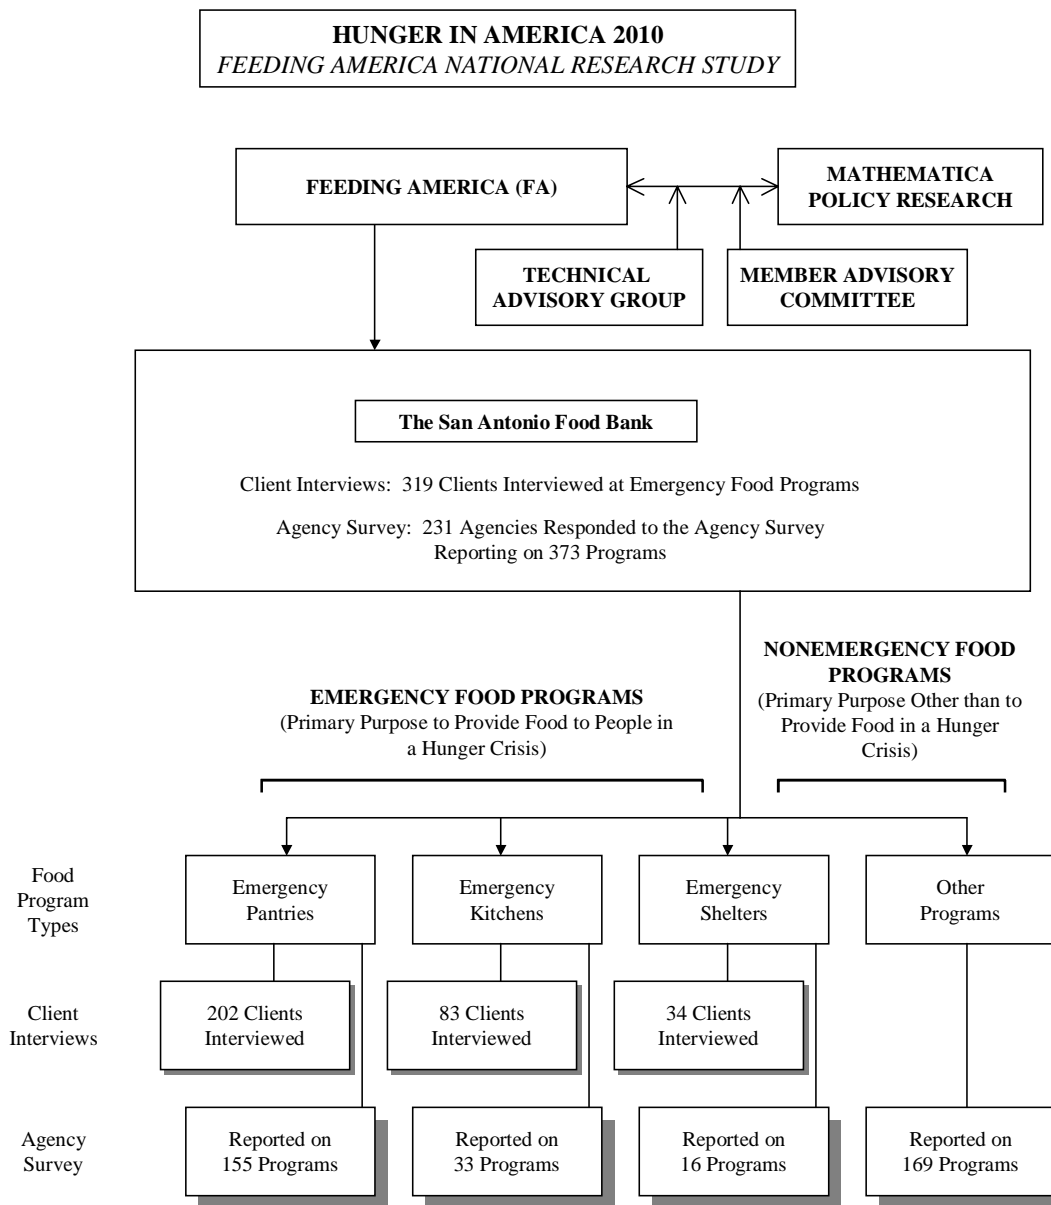 HUNGER IN AMERICA 2010
FEEDING AMERICA NATIONAL RESEARCH STUDY
FEEDING AMERICA (FA)
MATHEMATICA
POLICY RESEARCH
TECHNICAL
ADVISORY GROUP
MEMBER ADVISORY
COMMITTEE
The San Antonio Food Bank
Client Interviews:  319 Clients Interviewed at Emergency Food Programs
Agency Survey:  231 Agencies Responded to the Agency Survey
Reporting on 373 Programs
EMERGENCY FOOD PROGRAMS
(Primary Purpose to Provide Food to People in
a Hunger Crisis)
NONEMERGENCY FOOD
PROGRAMS
(Primary Purpose Other than to
Provide Food in a Hunger
Crisis)
Food
Program
Types
Emergency
Pantries
Emergency
Kitchens
Emergency
Shelters
Other
Programs
Client
Interviews
202 Clients
Interviewed
83 Clients
Interviewed
34 Clients
Interviewed
Agency
Survey
Reported on
155 Programs
Reported on
33 Programs
Reported on
16 Programs
Reported on
169 Programs